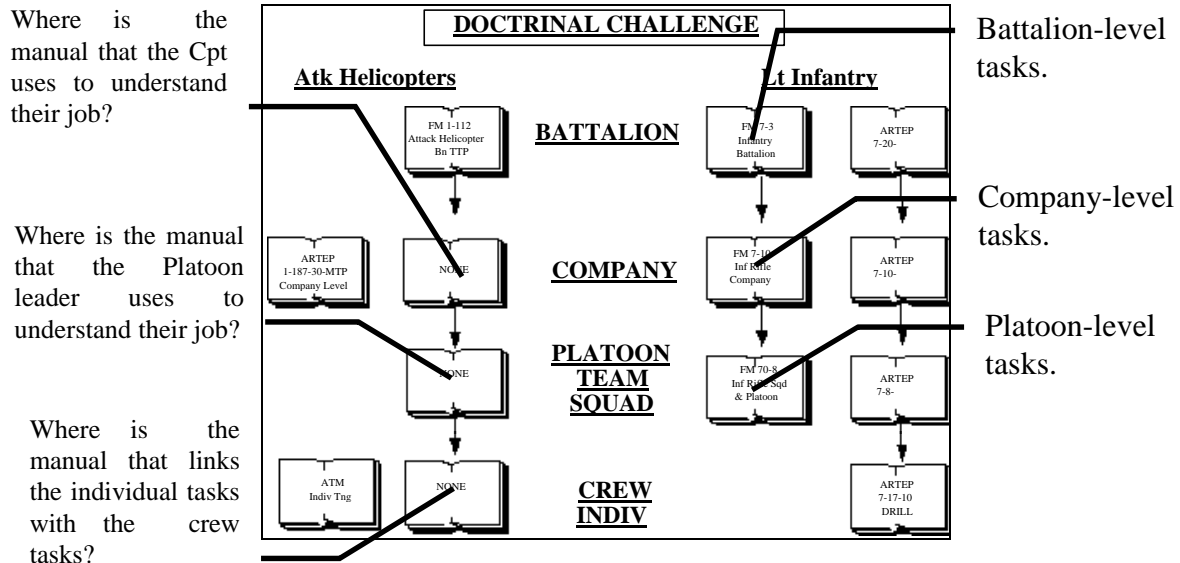 Where is the
manual that the Cpt
uses to understand
their job?
Where is the manual
that the Platoon
leader uses to
understand their job?
Where is the
manual that links
the individual tasks
with the crew
tasks?
DOCTRINAL CHALLENGE
Atk Helicopters
Lt Infantry
FM 1-112
Attack Helicopter
Bn TTP
BATTALION
FM 7-3
Infantry
Battalion
ARTEP
7-20-
ARTEP
1-187-30-MTP
Company Level
NONE
COMPANY
FM 7-10
Inf Rifle
Company
ARTEP
7-10-
NONE
PLATOON
TEAM
SQUAD
FM 70-8
Inf Rifle Sqd
& Platoon
ARTEP
7-8-
ATM
Indiv Tng
NONE
CREW
INDIV
ARTEP
7-17-10
DRILL
Battalion-level
tasks.
Company-level
tasks.
Platoon-level
tasks.